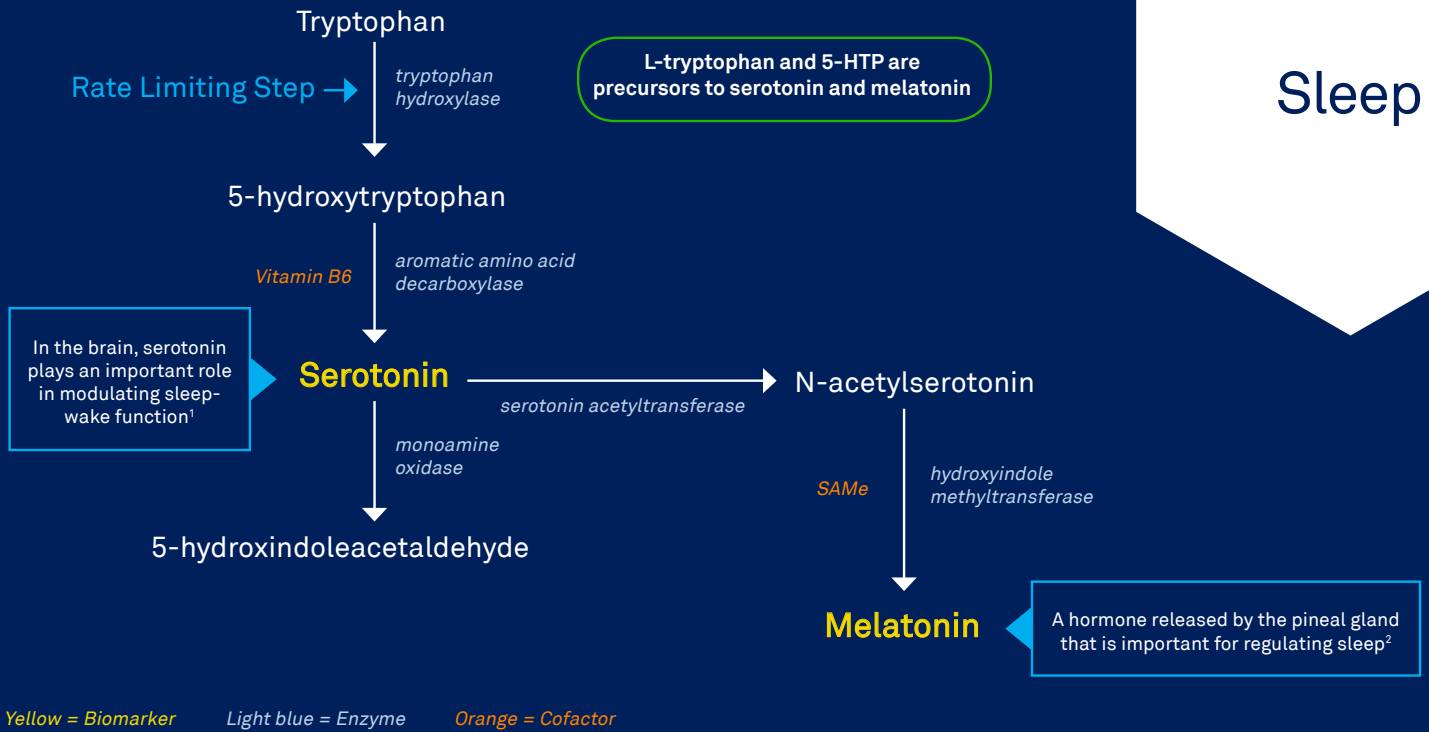 Tryptophan
Rate Limiting Step
tryptophan
hydroxylase
L-tryptophan and 5-HTP are
precursors to serotonin and melatonin
Sleep
5-hydroxytryptophan
Vitamin B6
aromatic amino acid
decarboxylase
In the brain, serotonin
plays an important role
in modulating sleep-
wake function¹
Serotonin
serotonin acetyltransferase
N-acetylserotonin
monoamine
oxidase
SAMe
hydroxyindole
methyltransferase
5-hydroxindoleacetaldehyde
Melatonin
A hormone released by the pineal gland
that is important for regulating sleep²
Yellow = Biomarker Light blue = Enzyme Orange = Cofactor